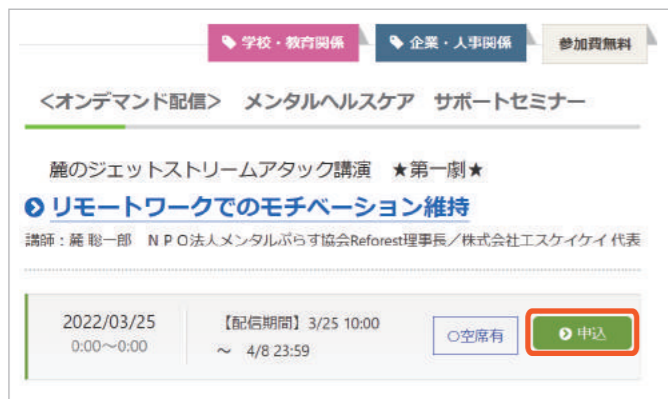 学校・教育関係 企業・人事関係 参加費無料
＜オンデマンド配信＞ メンタルヘルスケア サポートセミナー
麓のジェットストリームアタック講演 ★第一劇★
リモートワークでのモチベーション維持
講師：麓 聡一郎 ＮＰＯ法人メンタルぷらす協会Reforest理事長／株式会社エスケイケイ 代表
2022/03/25
0:00～0:00
【配信期間】3/25 10:00
～ 4/8 23:59
○空席有
申込